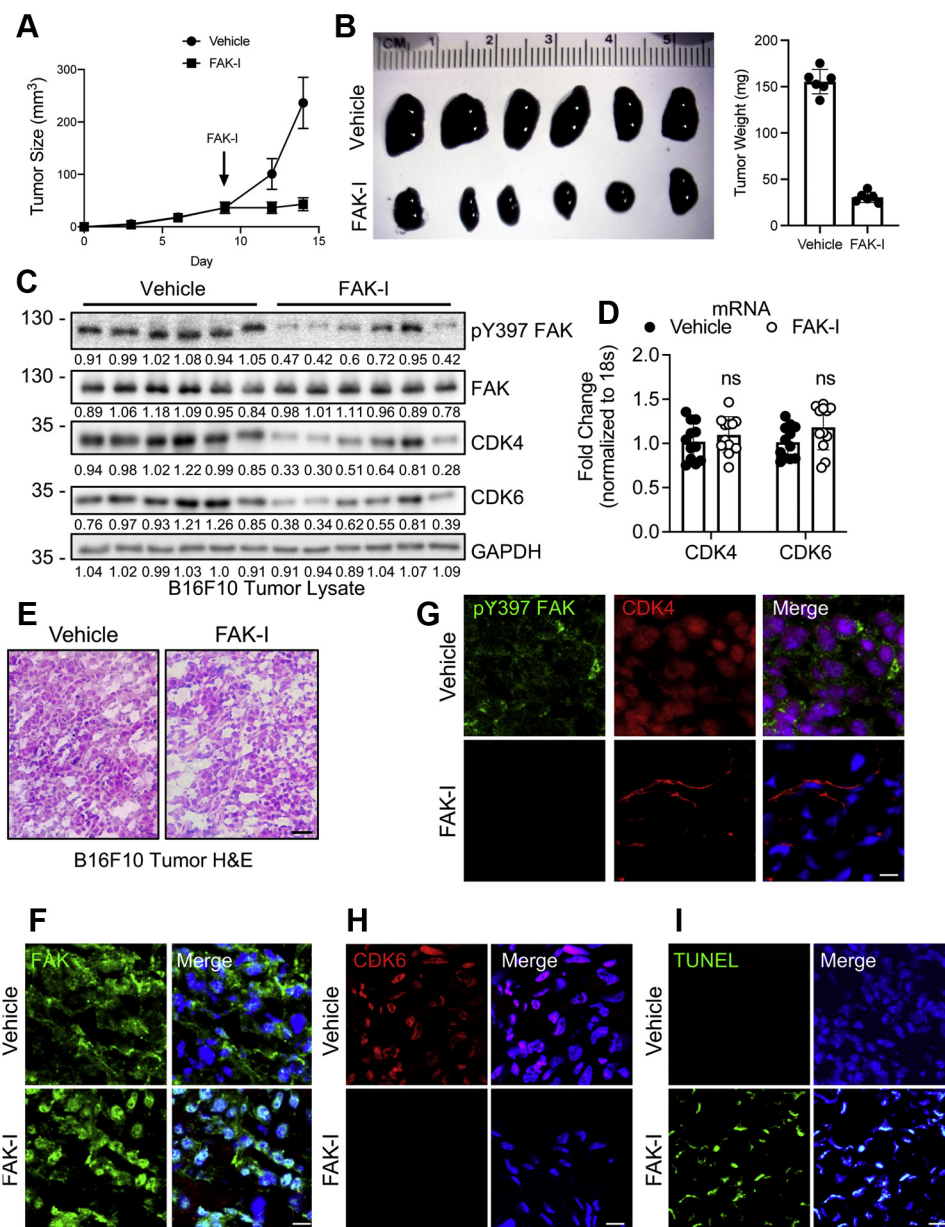 A
Vehicle
FAK-I
Tumor Size (mm³)
300
200
100
0
FAK-I
0 5 10 15
Day
B
CM 1 2 3 4 5
Vehicle
FAK-I
Tumor Weight (mg)
200
150
100
50
0
Vehicle FAK-I
C
Vehicle FAK-I
130 - pY397 FAK
0.91 0.99 1.02 1.08 0.94 1.05 0.47 0.42 0.6 0.72 0.95 0.42
130 - FAK
0.89 1.06 1.18 1.09 0.95 0.84 0.98 1.01 1.11 0.96 0.89 0.78
35 - CDK4
0.94 0.98 1.02 1.22 0.99 0.85 0.33 0.30 0.51 0.64 0.81 0.28
35 - CDK6
0.76 0.97 0.93 1.21 1.26 0.85 0.38 0.34 0.62 0.55 0.81 0.39
35 - GAPDH
1.04 1.02 0.99 1.03 1.0 0.91 0.91 0.94 0.89 1.04 1.07 1.09
B16F10 Tumor Lysate
D
mRNA
Vehicle FAK-I
Fold Change
(normalized to 18s)
2.0
1.5
1.0
0.5
0.0
ns ns
CDK4 CDK6
E
Vehicle FAK-I
B16F10 Tumor H&E
G
pY397 FAK CDK4 Merge
Vehicle
FAK-I
F
FAK Merge
Vehicle
FAK-I
H
CDK6 Merge
Vehicle
FAK-I
I
TUNEL Merge
Vehicle
FAK-I